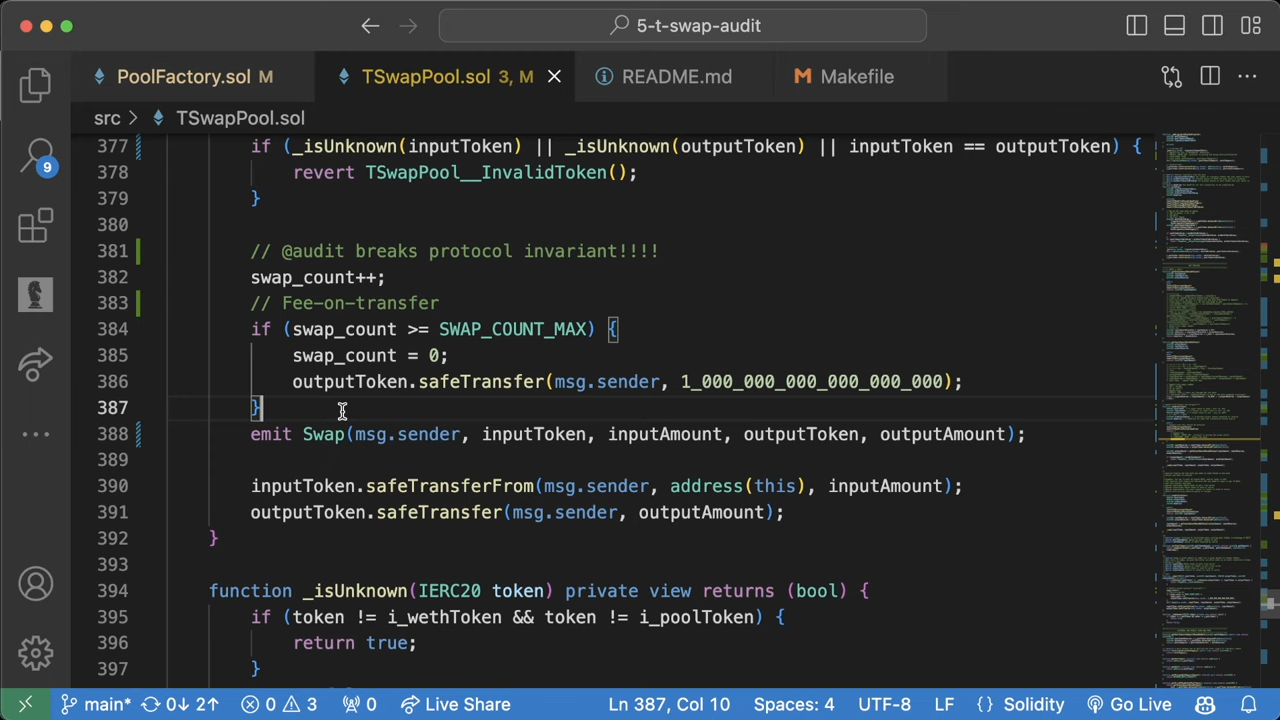 5-t-swap-audit
PoolFactory.sol M
TSwapPool.sol 3, M
README.md
Makefile
src > TSwapPool.sol
9
377 if (_isUnknown(inputToken) || _isUnknown(outputToken) || inputToken == outputToken) {
378 revert TSwapPool__InvalidToken();
379 }
380
381 // @audit breaks protocol invariant!!!!
382 swap_count++;
383 // Fee-on-transfer
384 if (swap_count >= SWAP_COUNT_MAX) {
385 swap_count = 0;
386 outputToken.safeTransfer(msg.sender, 1_000_000_000_000_000_000);
387 }
388 emit Swap(msg.sender, inputToken, inputAmount, outputToken, outputAmount);
389
390 inputToken.safeTransferFrom(msg.sender, address(this), inputAmount);
391 outputToken.safeTransfer(msg.sender, outputAmount);
392 }
393
394 function _isUnknown(IERC20 token) private view returns (bool) {
395 if (token != i_wethToken && token != i_poolToken) {
396 return true;
397 }
main* 0↓ 21↑ 0 3 0 Live Share Ln 387, Col 10 Spaces: 4 UTF-8 LF {} Solidity Go Live